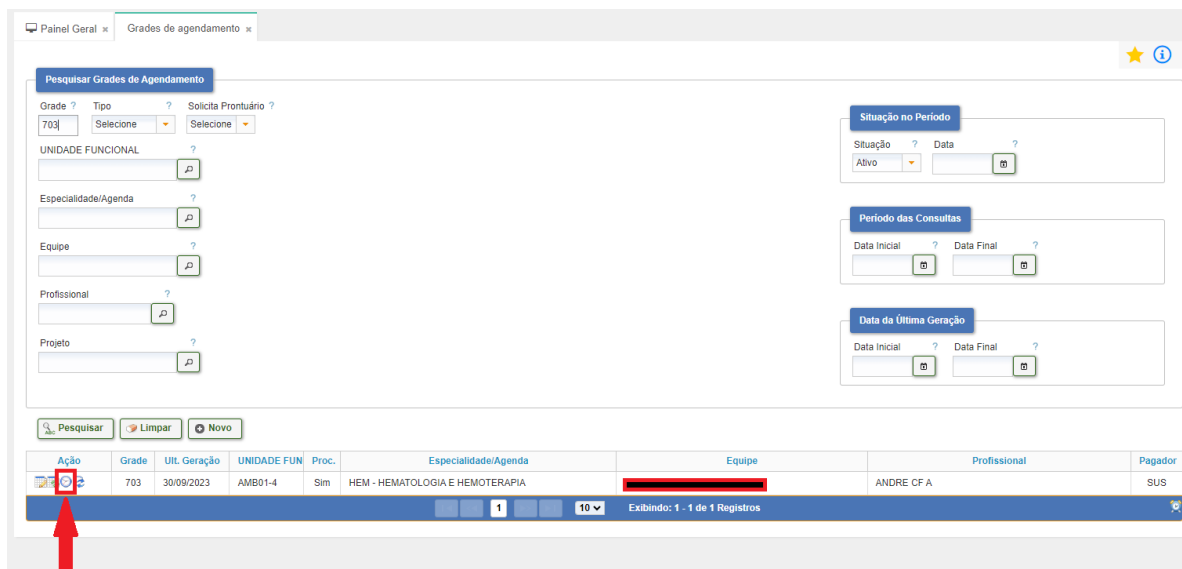 Painel Geral Grades de agendamento
Pesquisar Grades de Agendamento
Grade ? Tipo ? Solicita Prontuário ?
703 Selecione Selecione
UNIDADE FUNCIONAL ?
Especialidade/Agenda ?
Equipe ?
Profissional ?
Projeto ?
Situação no Período
Situação ? Data ?
Ativo
Período das Consultas
Data Inicial ? Data Final ?
Data da Última Geração
Data Inicial ? Data Final ?
Pesquisar Limpar Novo
Ação Grade Ult. Geração UNIDADE FUN Proc. Especialidade/Agenda Equipe Profissional Pagador
703 30/09/2023 AMB01-4 Sim HEM - HEMATOLOGIA E HEMOTERAPIA ANDRE CF A SUS
1 10 Exibindo: 1 - 1 de 1 Registros